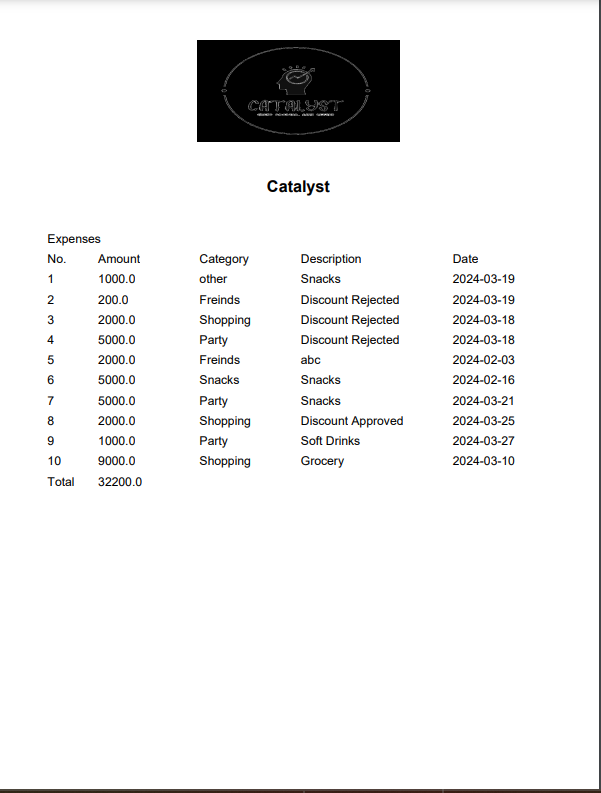 CATALYST
Catalyst
Expenses
No. Amount Category Description Date
1 1000.0 other Snacks 2024-03-19
2 200.0 Freinds Discount Rejected 2024-03-19
3 2000.0 Shopping Discount Rejected 2024-03-18
4 5000.0 Party Discount Rejected 2024-03-18
5 2000.0 Freinds abc 2024-02-03
6 5000.0 Snacks Snacks 2024-02-16
7 5000.0 Party Snacks 2024-03-21
8 2000.0 Shopping Discount Approved 2024-03-25
9 1000.0 Party Soft Drinks 2024-03-27
10 9000.0 Shopping Grocery 2024-03-10
Total 32200.0